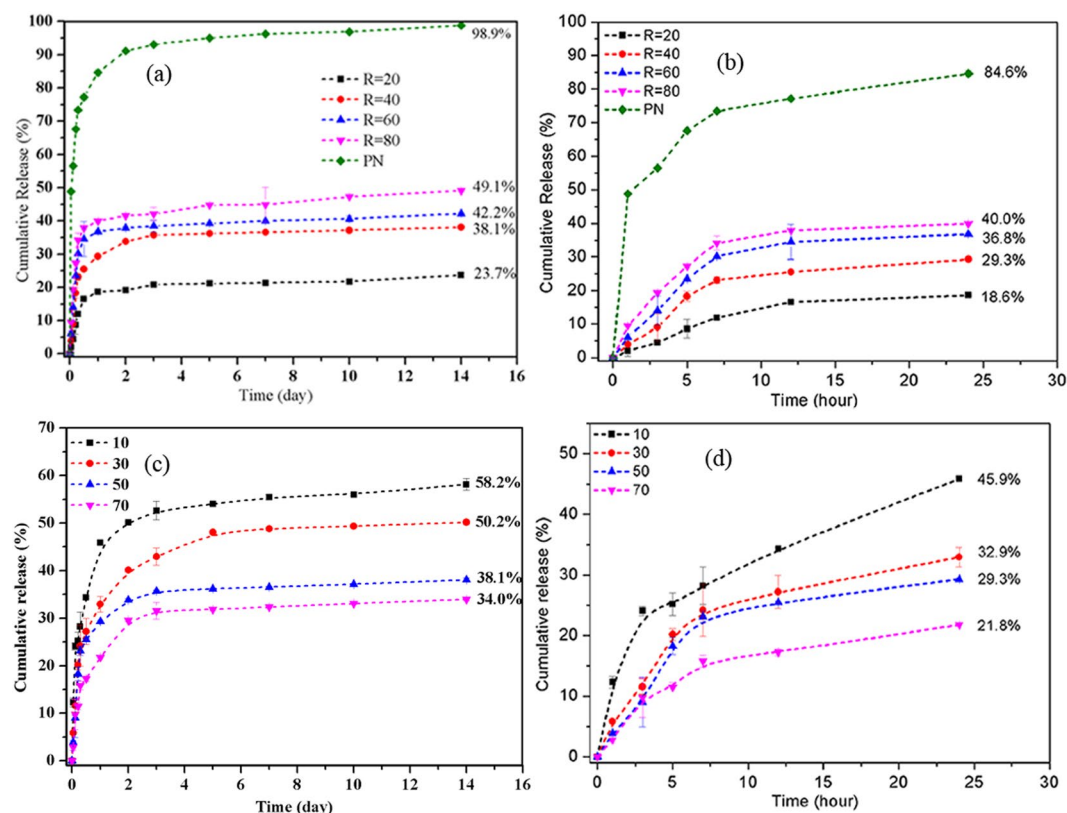 100
90
80
70
60
50
40
30
20
10
0
Cumulative Release (%)
(a)
R=20
R=40
R=60
R=80
PN
98.9%
49.1%
42.2%
38.1%
23.7%
0 2 4 6 8 10 12 14 16
Time (day)
100
90
80
70
60
50
40
30
20
10
0
Cumulative Release (%)
R=20
R=40
R=60
R=80
PN
(b)
84.6%
40.0%
36.8%
29.3%
18.6%
0 5 10 15 20 25 30
Time (hour)
70
60
50
40
30
20
10
0
Cumulative release (%)
10
30
50
70
(c)
58.2%
50.2%
38.1%
34.0%
0 2 4 6 8 10 12 14 16
Time (day)
50
40
30
20
10
0
Cumulative release (%)
10
30
50
70
(d)
45.9%
32.9%
29.3%
21.8%
0 5 10 15 20 25 30
Time (hour)